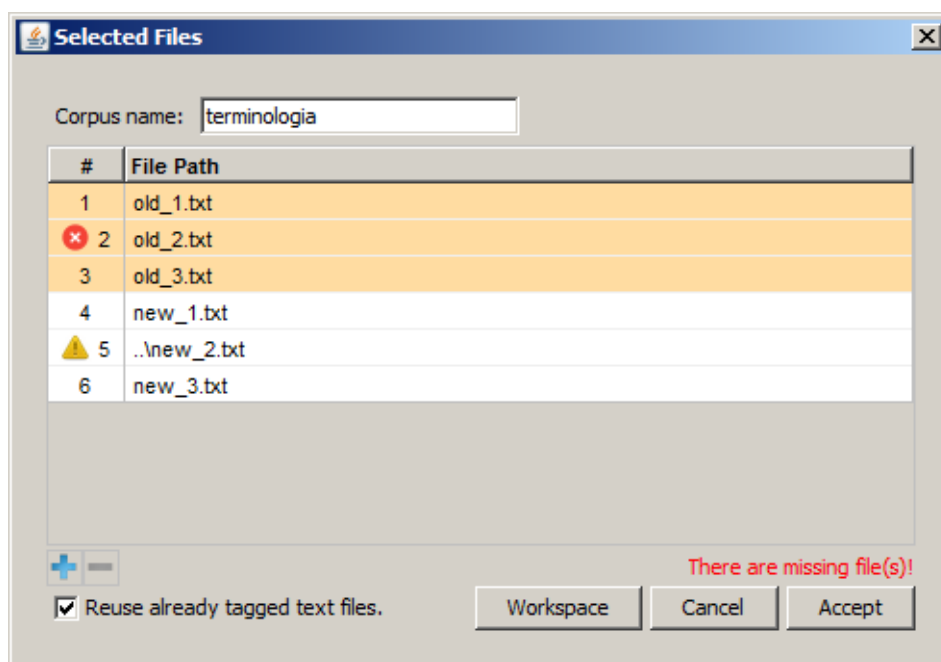 Selected Files
Corpus name: terminologia
# File Path
1 old_1.txt
2 old_2.txt
3 old_3.txt
4 new_1.txt
5 ..\new_2.txt
6 new_3.txt
There are missing file(s)!
Reuse already tagged text files. Workspace Cancel Accept